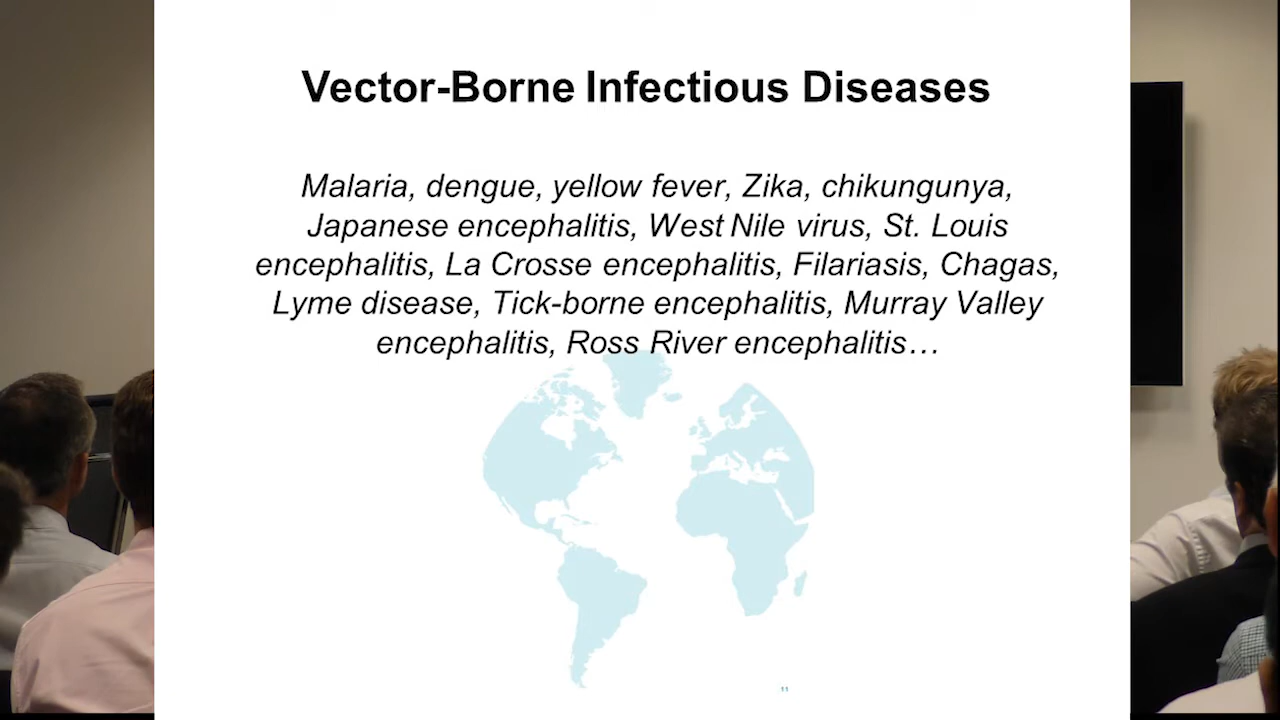 Vector-Borne Infectious Diseases
Malaria, dengue, yellow fever, Zika, chikungunya,
Japanese encephalitis, West Nile virus, St. Louis
encephalitis, La Crosse encephalitis, Filariasis, Chagas,
Lyme disease, Tick-borne encephalitis, Murray Valley
encephalitis, Ross River encephalitis…
11